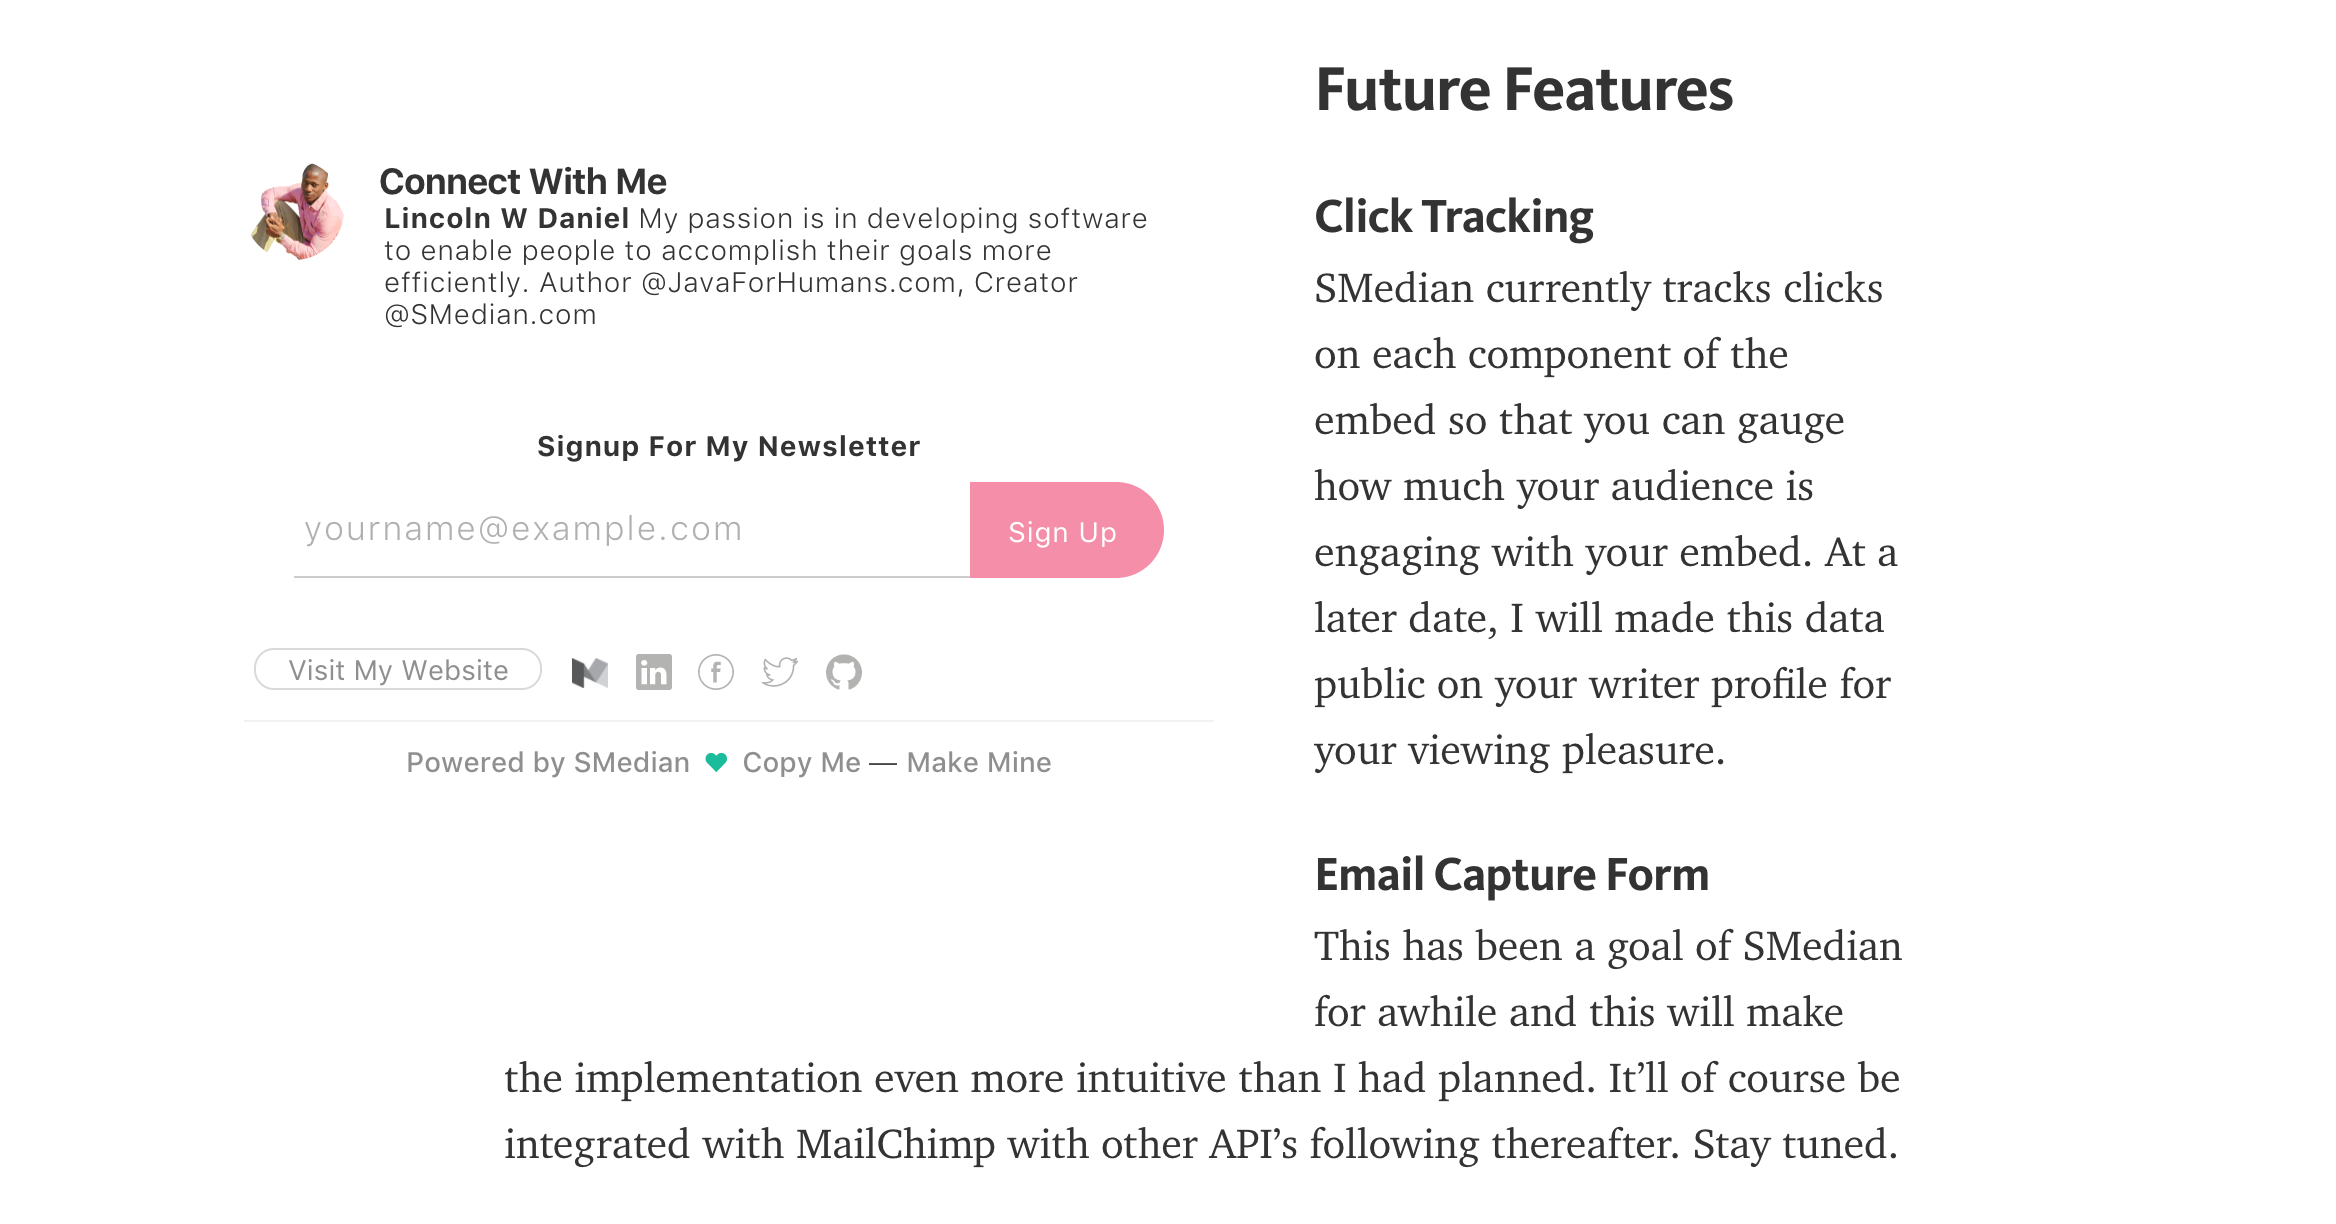 Connect With Me
Lincoln W Daniel My passion is in developing software
to enable people to accomplish their goals more
efficiently. Author @JavaForHumans.com, Creator
@SMedian.com
Signup For My Newsletter
yourname@example.com
Sign Up
Visit My Website
in
f
Powered by SMedian Copy Me — Make Mine
Future Features
Click Tracking
SMedian currently tracks clicks
on each component of the
embed so that you can gauge
how much your audience is
engaging with your embed. At a
later date, I will made this data
public on your writer profile for
your viewing pleasure.
Email Capture Form
This has been a goal of SMedian
for awhile and this will make
the implementation even more intuitive than I had planned. It’ll of course be
integrated with MailChimp with other API’s following thereafter. Stay tuned.